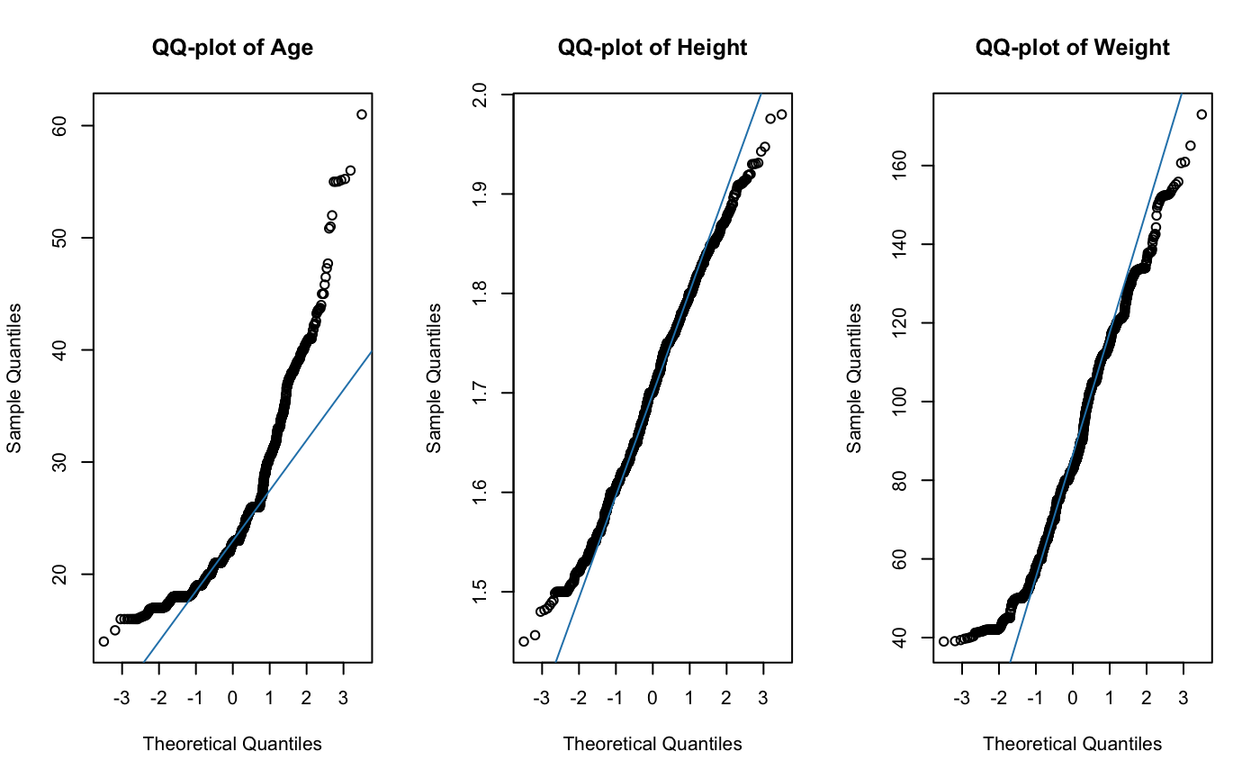 QQ-plot of Age
Sample Quantiles
60
50
40
30
20
-3 -2 -1 0 1 2 3
Theoretical Quantiles
QQ-plot of Height
Sample Quantiles
2.0
1.9
1.8
1.7
1.6
1.5
-3 -2 -1 0 1 2 3
Theoretical Quantiles
QQ-plot of Weight
Sample Quantiles
160
140
120
100
80
60
40
-3 -2 -1 0 1 2 3
Theoretical Quantiles